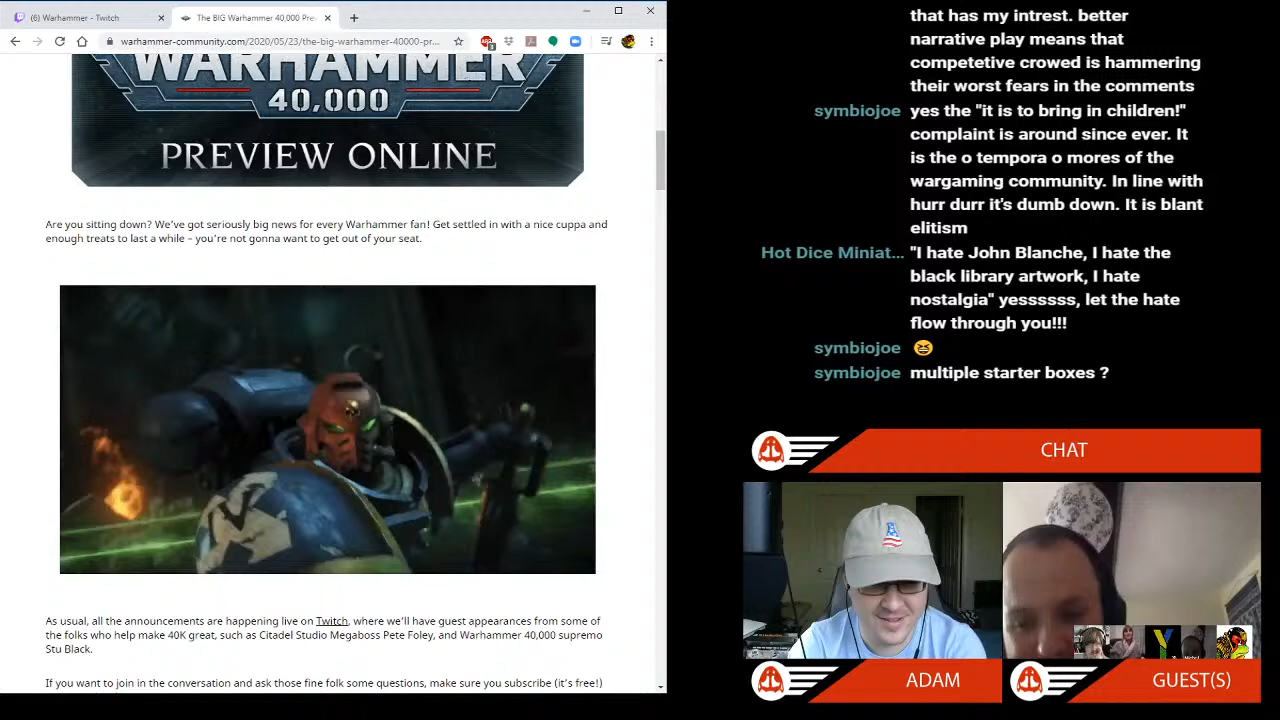 (6) Warhammer - Twitch
The BIG Warhammer 40,000 Pre
warhammer-community.com/2020/05/23/the-big-warhammer-40000-pr...
WARHAMMER
40,000
PREVIEW ONLINE
Are you sitting down? We've got seriously big news for every Warhammer fan! Get settled in with a nice cuppa and
enough treats to last a while – you're not gonna want to get out of your seat.
As usual, all the announcements are happening live on Twitch, where we'll have guest appearances from some of
the folks who help make 40K great, such as Citadel Studio Megaboss Pete Foley, and Warhammer 40,000 supremo
Stu Black.
If you want to join in the conversation and ask those fine folk some questions, make sure you subscribe (it's free!)
that has my intrest. better
narrative play means that
competetive crowed is hammering
their worst fears in the comments
symbiojoe yes the "it is to bring in children!"
complaint is around since ever. It
is the o tempora o mores of the
wargaming community. In line with
hurr durr it's dumb down. It is blant
elitism
Hot Dice Miniat... "I hate John Blanche, I hate the
black library artwork, I hate
nostalgia" yessssss, let the hate
flow through you!!!
symbiojoe 😆
symbiojoe multiple starter boxes ?
CHAT
ADAM
GUEST(S)